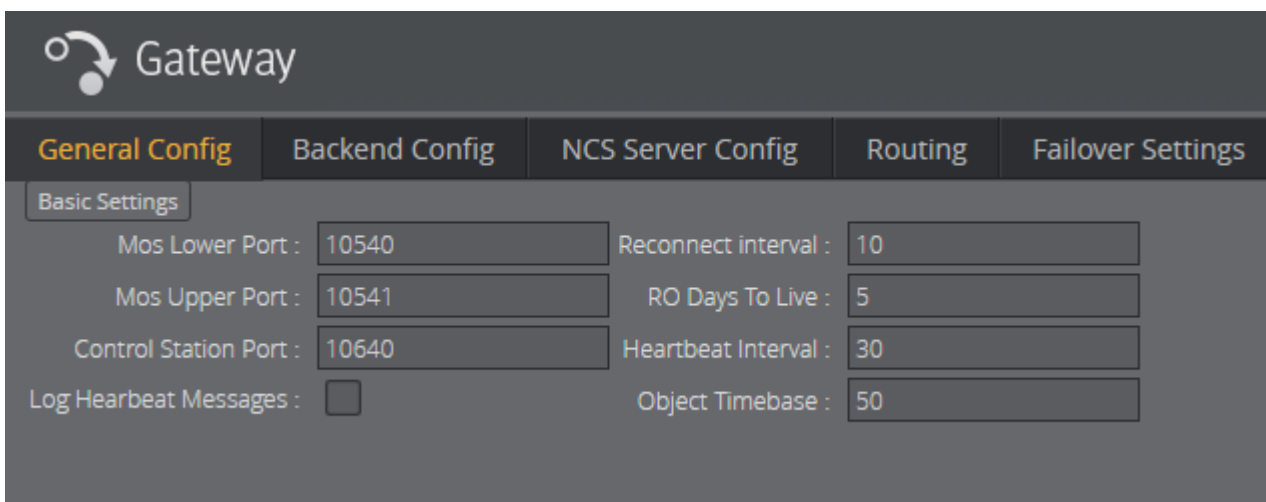 Gateway
General Config Backend Config NCS Server Config Routing Failover Settings
Basic Settings
Mos Lower Port : 10540 Reconnect interval : 10
Mos Upper Port : 10541 RO Days To Live : 5
Control Station Port : 10640 Heartbeat Interval : 30
Log Hearbeat Messages : Object Timebase : 50